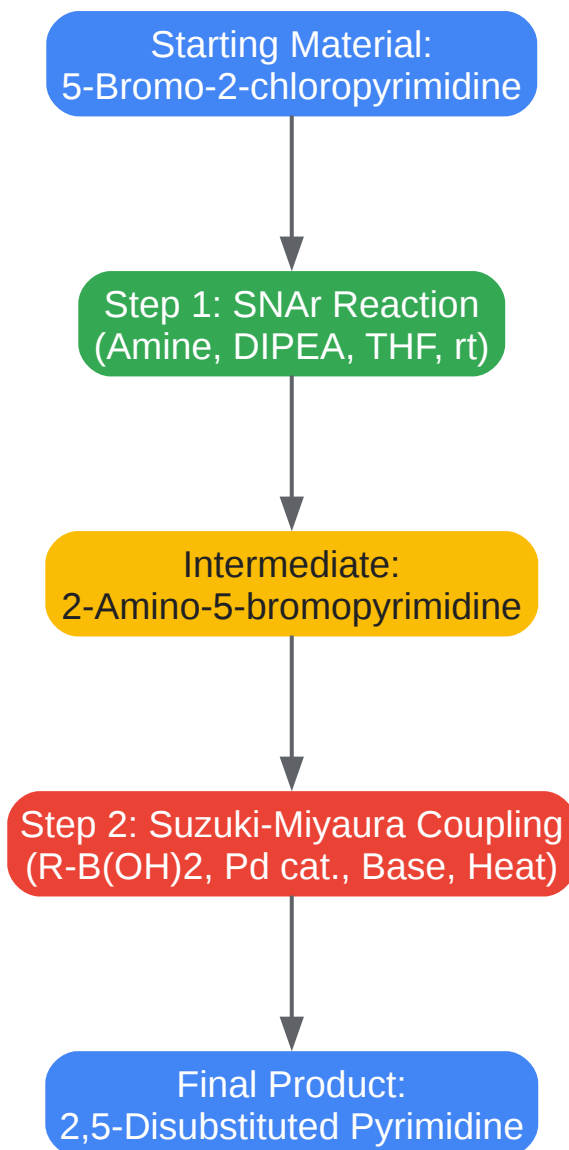 Starting Material:
5-Bromo-2-chloropyrimidine
Step 1: SNAr Reaction
(Amine, DIPEA, THF, rt)
Intermediate:
2-Amino-5-bromopyrimidine
Step 2: Suzuki-Miyaura Coupling
(R-B(OH)2, Pd cat., Base, Heat)
Final Product:
2,5-Disubstituted Pyrimidine